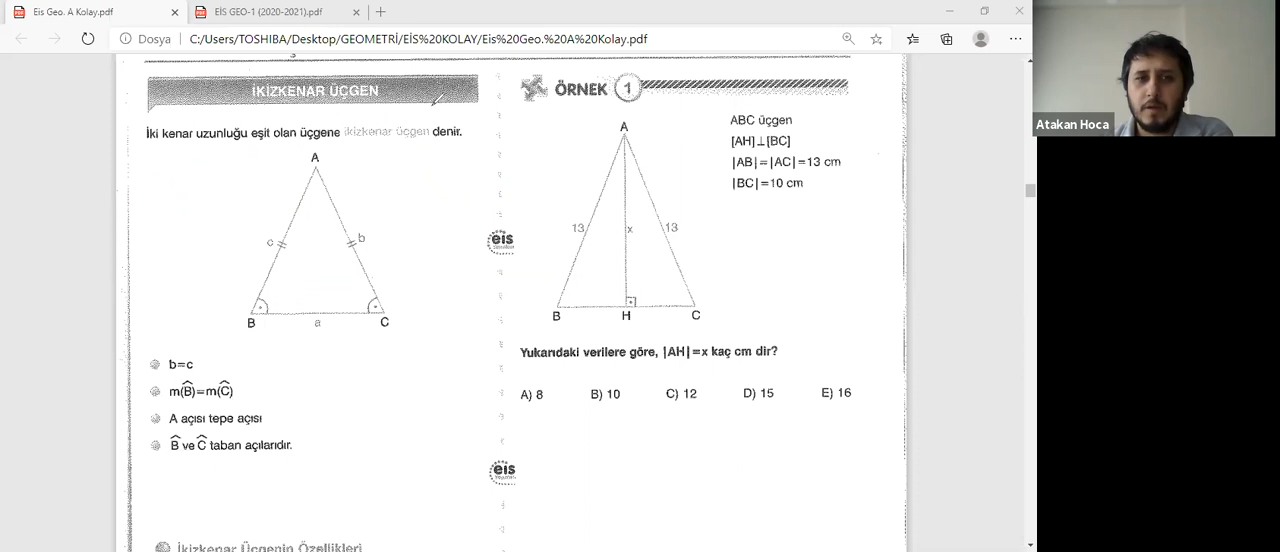 Eis Geo. A Kolay.pdf
EİS GEO-1 (2020-2021).pdf
Dosya
C:/Users/TOSHIBA/Desktop/GEOMETRİ/EİS%20KOLAY/Eis%20Geo.%20A%20Kolay.pdf
İKİZKENAR ÜÇGEN
İki kenar uzunluğu eşit olan üçgene ikizkenar üçgen denir.
A
c
b
B
a
C
b=c
m(B̂)=m(Ĉ)
A açısı tepe açısı
B̂ ve Ĉ taban açılarıdır.
İkizkenar Üçgenin Özellikleri
eis
eis
ÖRNEK 1
ABC üçgen
[AH]⊥[BC]
|AB|=|AC|=13 cm
|BC|=10 cm
A
13
x
13
B
H
C
Yukarıdaki verilere göre, |AH|=x kaç cm dir?
A) 8 B) 10 C) 12 D) 15 E) 16
Atakan Hoca